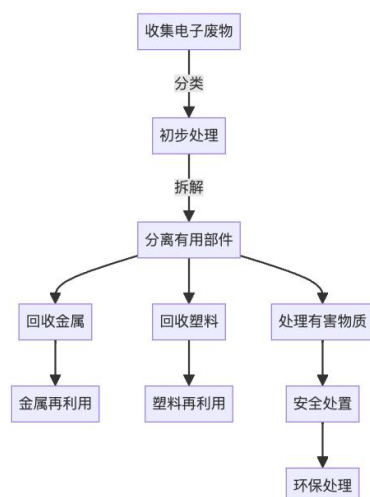 收集电子废物
分类
初步处理
拆解
分离有用部件
回收金属
回收塑料
处理有害物质
金属再利用
塑料再利用
安全处置
环保处理